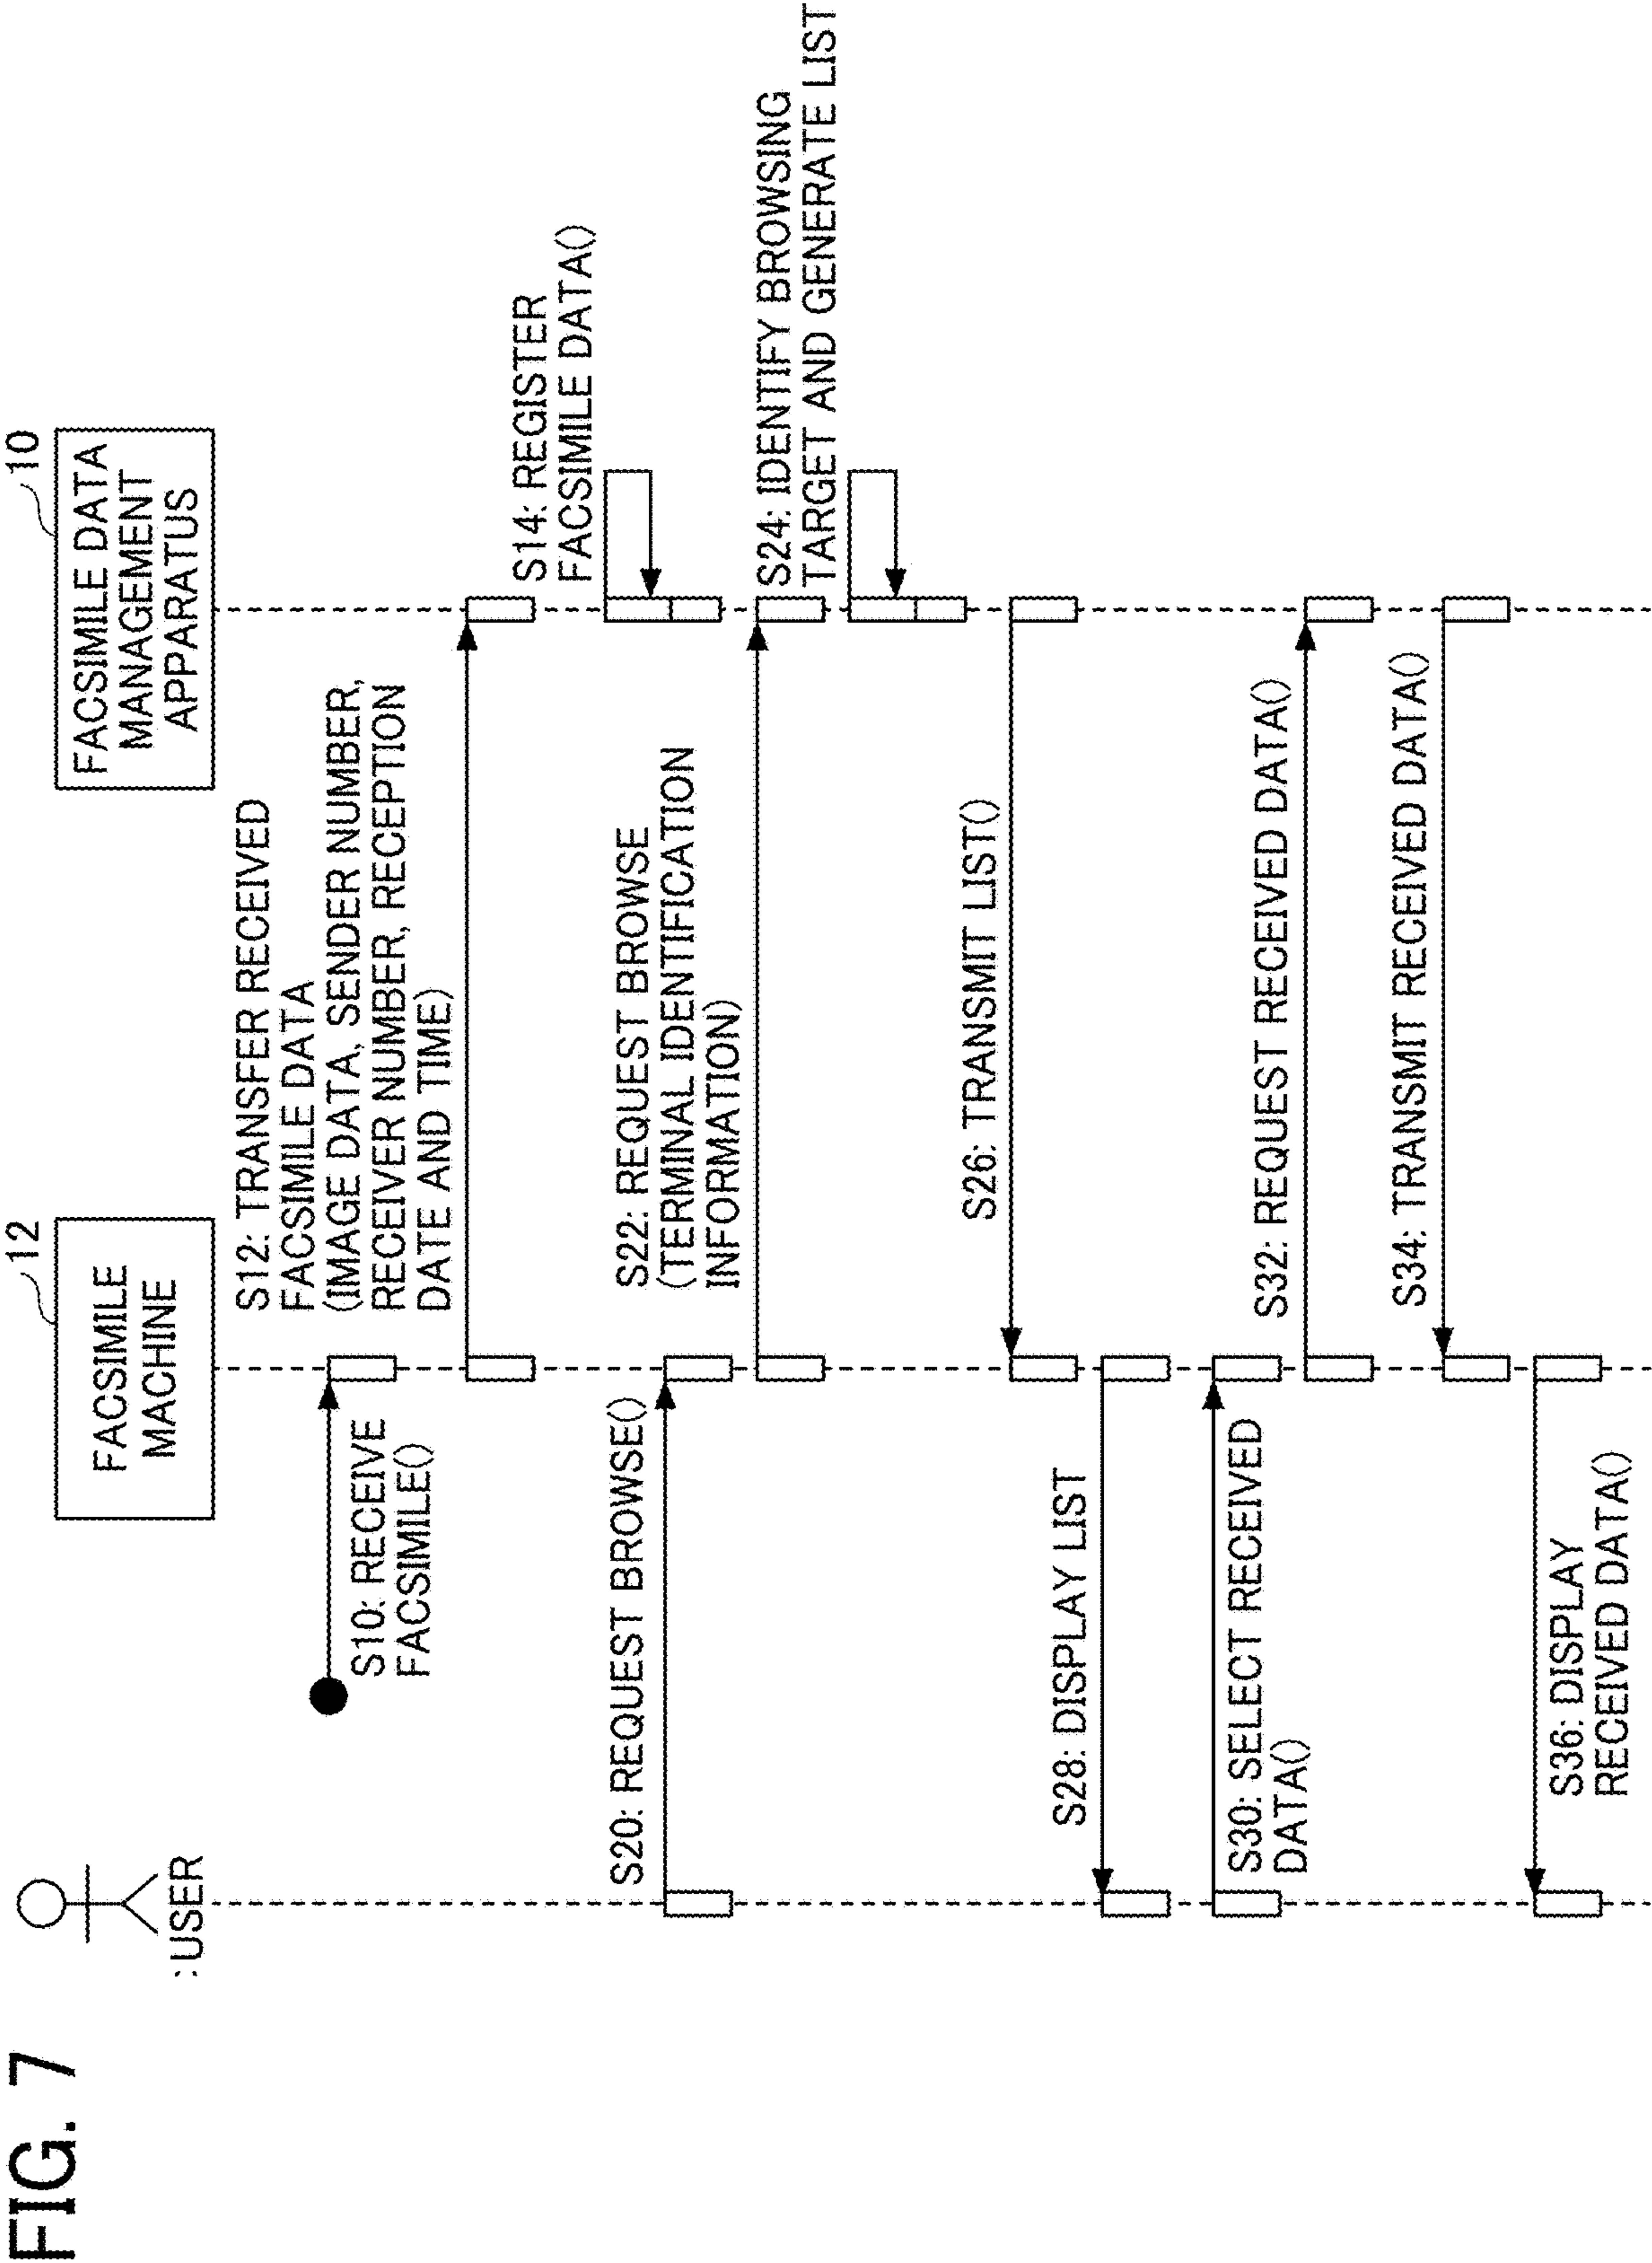 FIG. 7
:USER
12
FACSIMILE
MACHINE
10
FACSIMILE DATA
MANAGEMENT
APPARATUS
S10: RECEIVE
FACSIMILE()
S12: TRANSFER RECEIVED
FACSIMILE DATA
(IMAGE DATA, SENDER NUMBER,
RECEIVER NUMBER, RECEPTION
DATE AND TIME)
S14: REGISTER
FACSIMILE DATA()
S20: REQUEST BROWSE()
S22: REQUEST BROWSE
(TERMINAL IDENTIFICATION
INFORMATION)
S24: IDENTIFY BROWSING
TARGET AND GENERATE LIST
S26: TRANSMIT LIST()
S28: DISPLAY LIST
S30: SELECT RECEIVED
DATA()
S32: REQUEST RECEIVED DATA()
S34: TRANSMIT RECEIVED DATA()
S36: DISPLAY
RECEIVED DATA()